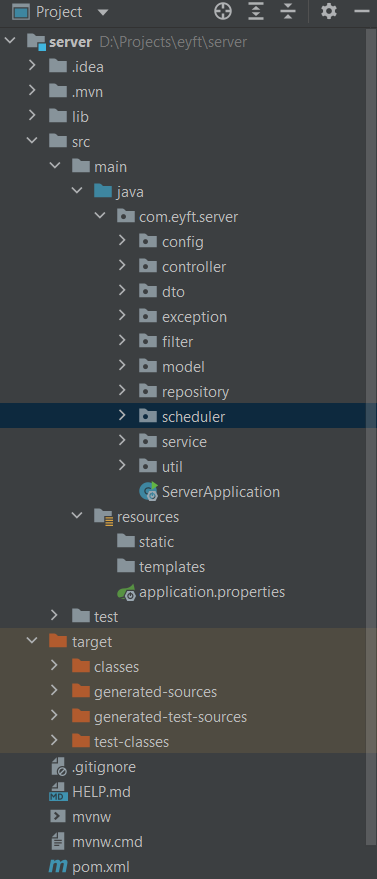 Project
server D:\Projects\eyft\server
.idea
.mvn
lib
src
main
java
com.eyft.server
config
controller
dto
exception
filter
model
repository
scheduler
service
util
ServerApplication
resources
static
templates
application.properties
test
target
classes
generated-sources
generated-test-sources
test-classes
.gitignore
MD HELP.md
mvnw
mvnw.cmd
m pom.xml